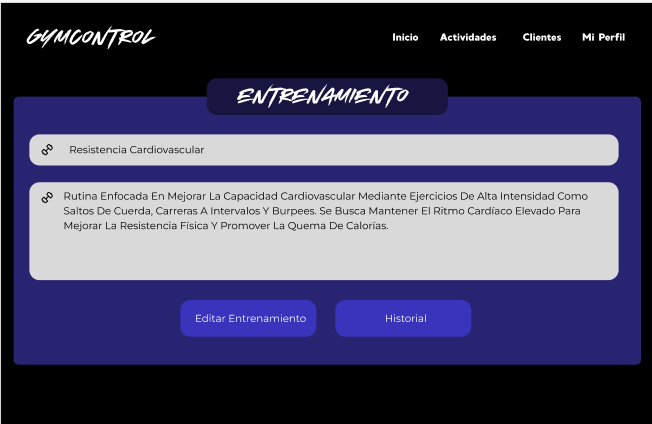 GYMCONTROL
Inicio
Actividades
Clientes
Mi Perfil
ENTRENAMIENTO
Resistencia Cardiovascular
Rutina Enfocada En Mejorar La Capacidad Cardiovascular Mediante Ejercicios De Alta Intensidad Como
Saltos De Cuerda, Carreras A Intervalos Y Burpees. Se Busca Mantener El Ritmo Cardíaco Elevado Para
Mejorar La Resistencia Física Y Promover La Quema De Calorías.
Editar Entrenamiento
Historial